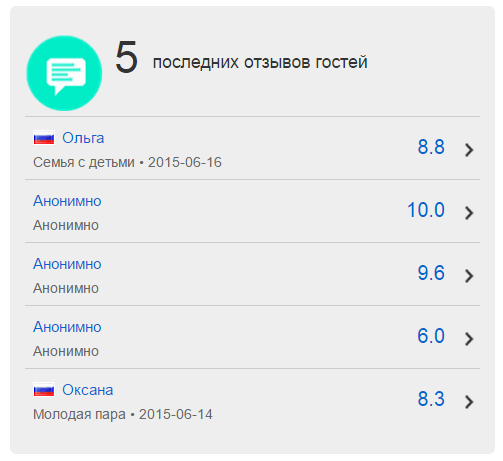 5 последних отзывов гостей
Ольга 8.8
Семья с детьми • 2015-06-16
Анонимно 10.0
Анонимно
Анонимно 9.6
Анонимно
Анонимно 6.0
Анонимно
Оксана 8.3
Молодая пара • 2015-06-14